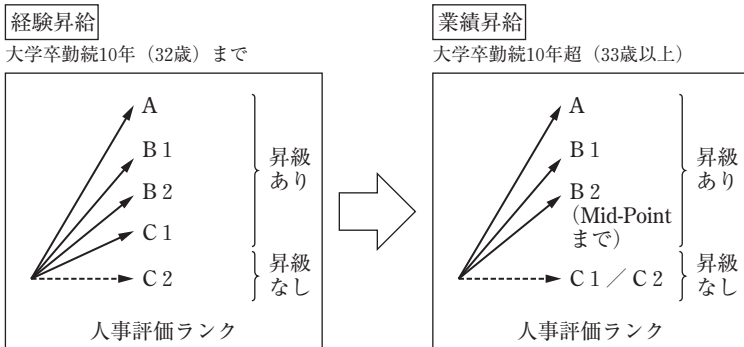 経験昇給
大学卒勤続10年（32歳）まで
A
B 1
B 2
C 1
C 2
昇級
あり
昇級
なし
人事評価ランク
業績昇給
大学卒勤続10年超（33歳以上）
A
B 1
B 2
（Mid-Point
まで）
C 1 ／ C 2
昇級
あり
昇級
なし
人事評価ランク